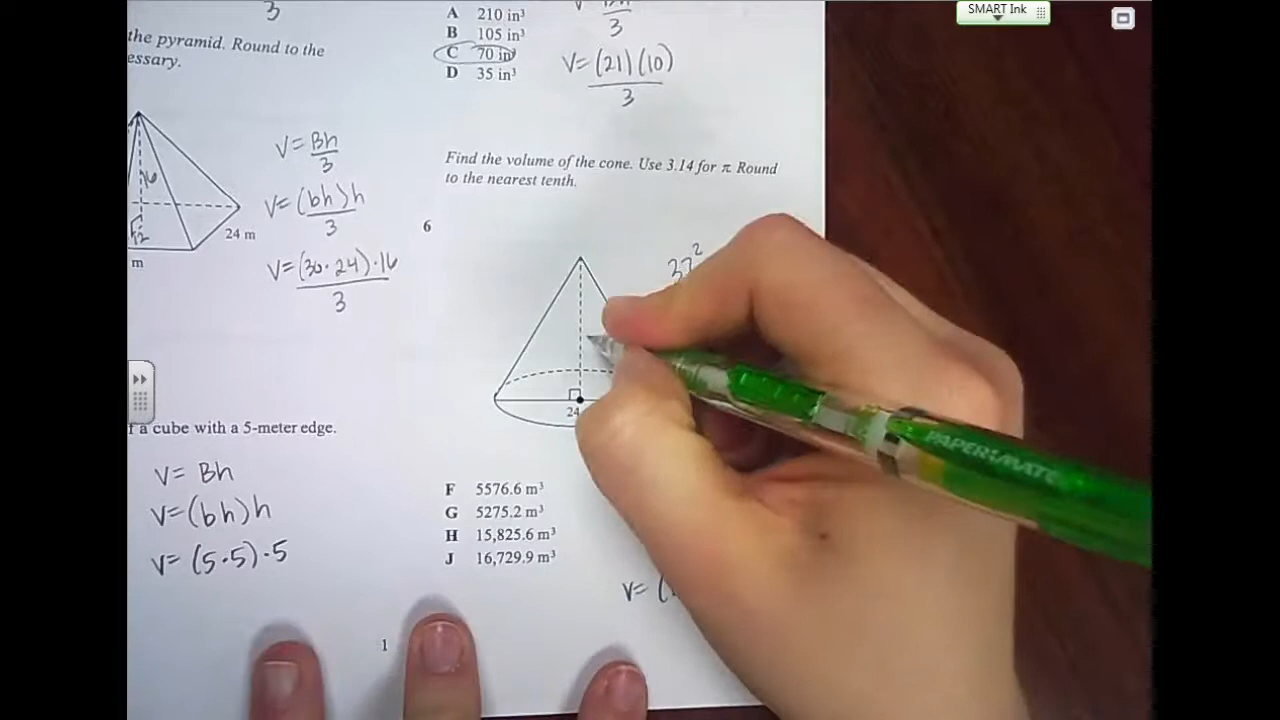 SMART Ink
3
the pyramid. Round to the
essary.
16
12
24 m
m
V=Bh
3
V=(bh)h
3
V=(30·24)·16
3
f a cube with a 5-meter edge.
V= Bh
V=(bh)h
V= (5·5)·5
1
A 210 in³
B 105 in³
C 70 in³
D 35 in³
3
V=(21)(10)
3
Find the volume of the cone. Use 3.14 for π Round
to the nearest tenth.
6
37²
24
F 5576.6 m³
G 5275.2 m³
H 15,825.6 m³
J 16,729.9 m³
V= (
PAPER MATE